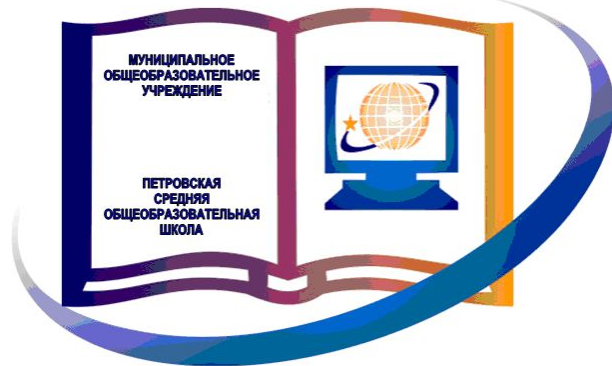 МУНИЦИПАЛЬНОЕ
ОБЩЕОБРАЗОВАТЕЛЬНОЕ
УЧРЕЖДЕНИЕ
ПЕТРОВСКАЯ
СРЕДНЯЯ
ОБЩЕОБРАЗОВАТЕЛЬНАЯ
ШКОЛА